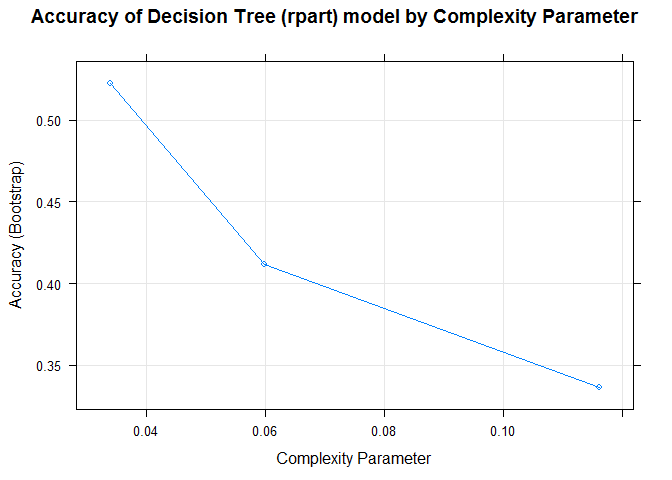 Accuracy of Decision Tree (rpart) model by Complexity Parameter
0.50
0.45
0.40
0.35
Accuracy (Bootstrap)
0.04 0.06 0.08 0.10
Complexity Parameter